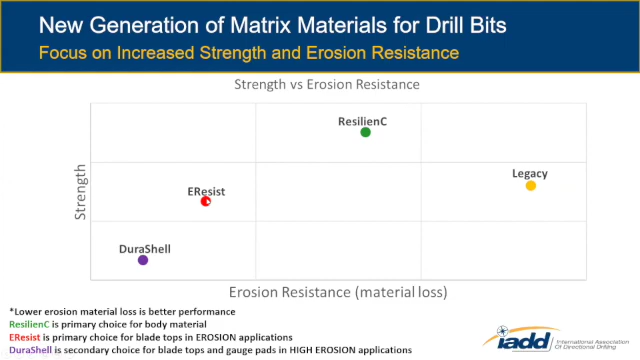 New Generation of Matrix Materials for Drill Bits
Focus on Increased Strength and Erosion Resistance
Strength vs Erosion Resistance
ResilienC
Legacy
EResist
DuraShell
Strength
Erosion Resistance (material loss)
*Lower erosion material loss is better performance
ResilienC is primary choice for body material
EResist is primary choice for blade tops in EROSION applications
DuraShell is secondary choice for blade tops and gauge pads in HIGH EROSION applications
iadd
International Association
Of Directional Drilling